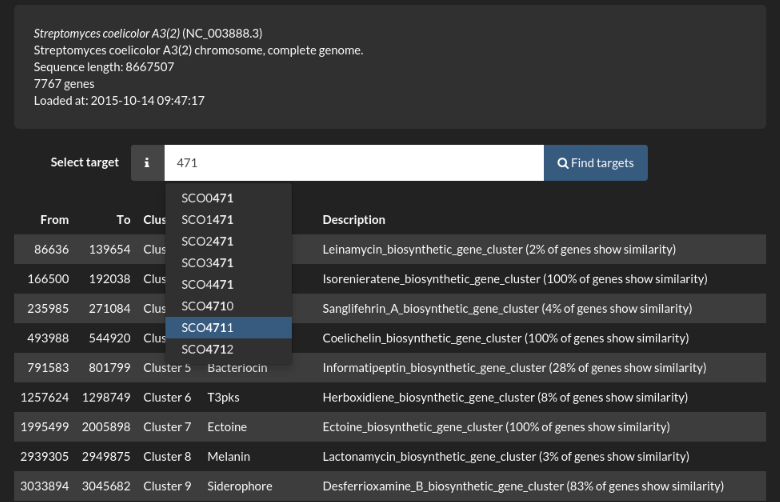 Streptomyces coelicolor A3(2) (NC_003888.3)
Streptomyces coelicolor A3(2) chromosome, complete genome.
Sequence length: 8667507
7767 genes
Loaded at: 2015-10-14 09:47:17
Select target i 471 Find targets
SCO0471
SCO1471
SCO2471
SCO3471
SCO4471
SCO4710
SCO4711
SCO4712
From To Clus Description
86636 139654 Clus Leinamycin_biosynthetic_gene_cluster (2% of genes show similarity)
166500 192038 Clus Isorenieratene_biosynthetic_gene_cluster (100% of genes show similarity)
235985 271084 Clus Sanglifehrin_A_biosynthetic_gene_cluster (4% of genes show similarity)
493988 544920 Clus Coelichelin_biosynthetic_gene_cluster (100% of genes show similarity)
791583 801799 Cluster 5 Bacteriocin Informatipeptin_biosynthetic_gene_cluster (28% of genes show similarity)
1257624 1298749 Cluster 6 T3pks Herboxidiene_biosynthetic_gene_cluster (8% of genes show similarity)
1995499 2005898 Cluster 7 Ectoine Ectoine_biosynthetic_gene_cluster (100% of genes show similarity)
2939305 2949875 Cluster 8 Melanin Lactonamycin_biosynthetic_gene_cluster (3% of genes show similarity)
3033894 3045682 Cluster 9 Siderophore Desferrioxamine_B_biosynthetic_gene_cluster (83% of genes show similarity)